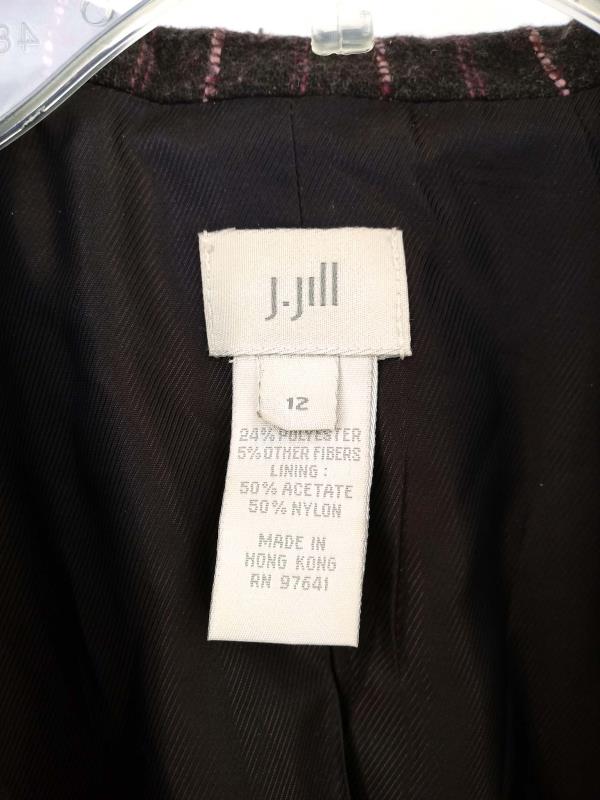 J.Jill
12
24% POLYESTER
5% OTHER FIBERS
LINING :
50% ACETATE
50% NYLON
MADE IN
HONG KONG
RN 97641